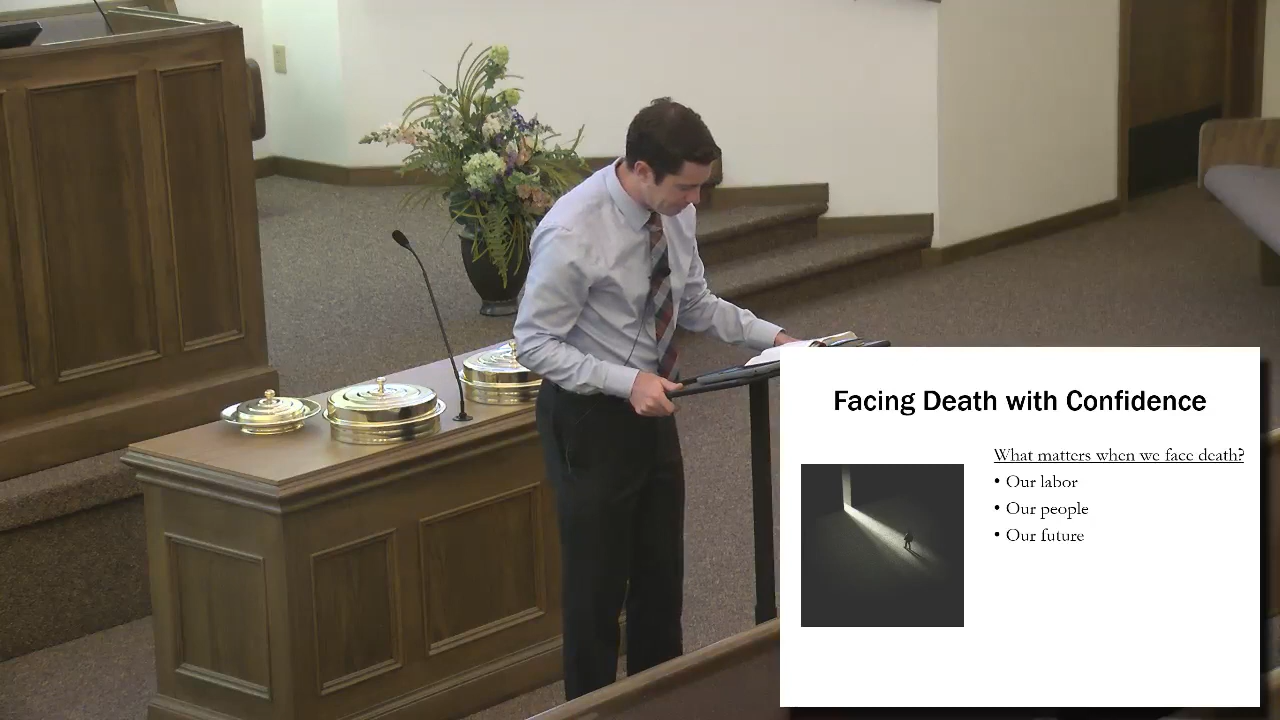 Facing Death with Confidence
What matters when we face death?
• Our labor
• Our people
• Our future